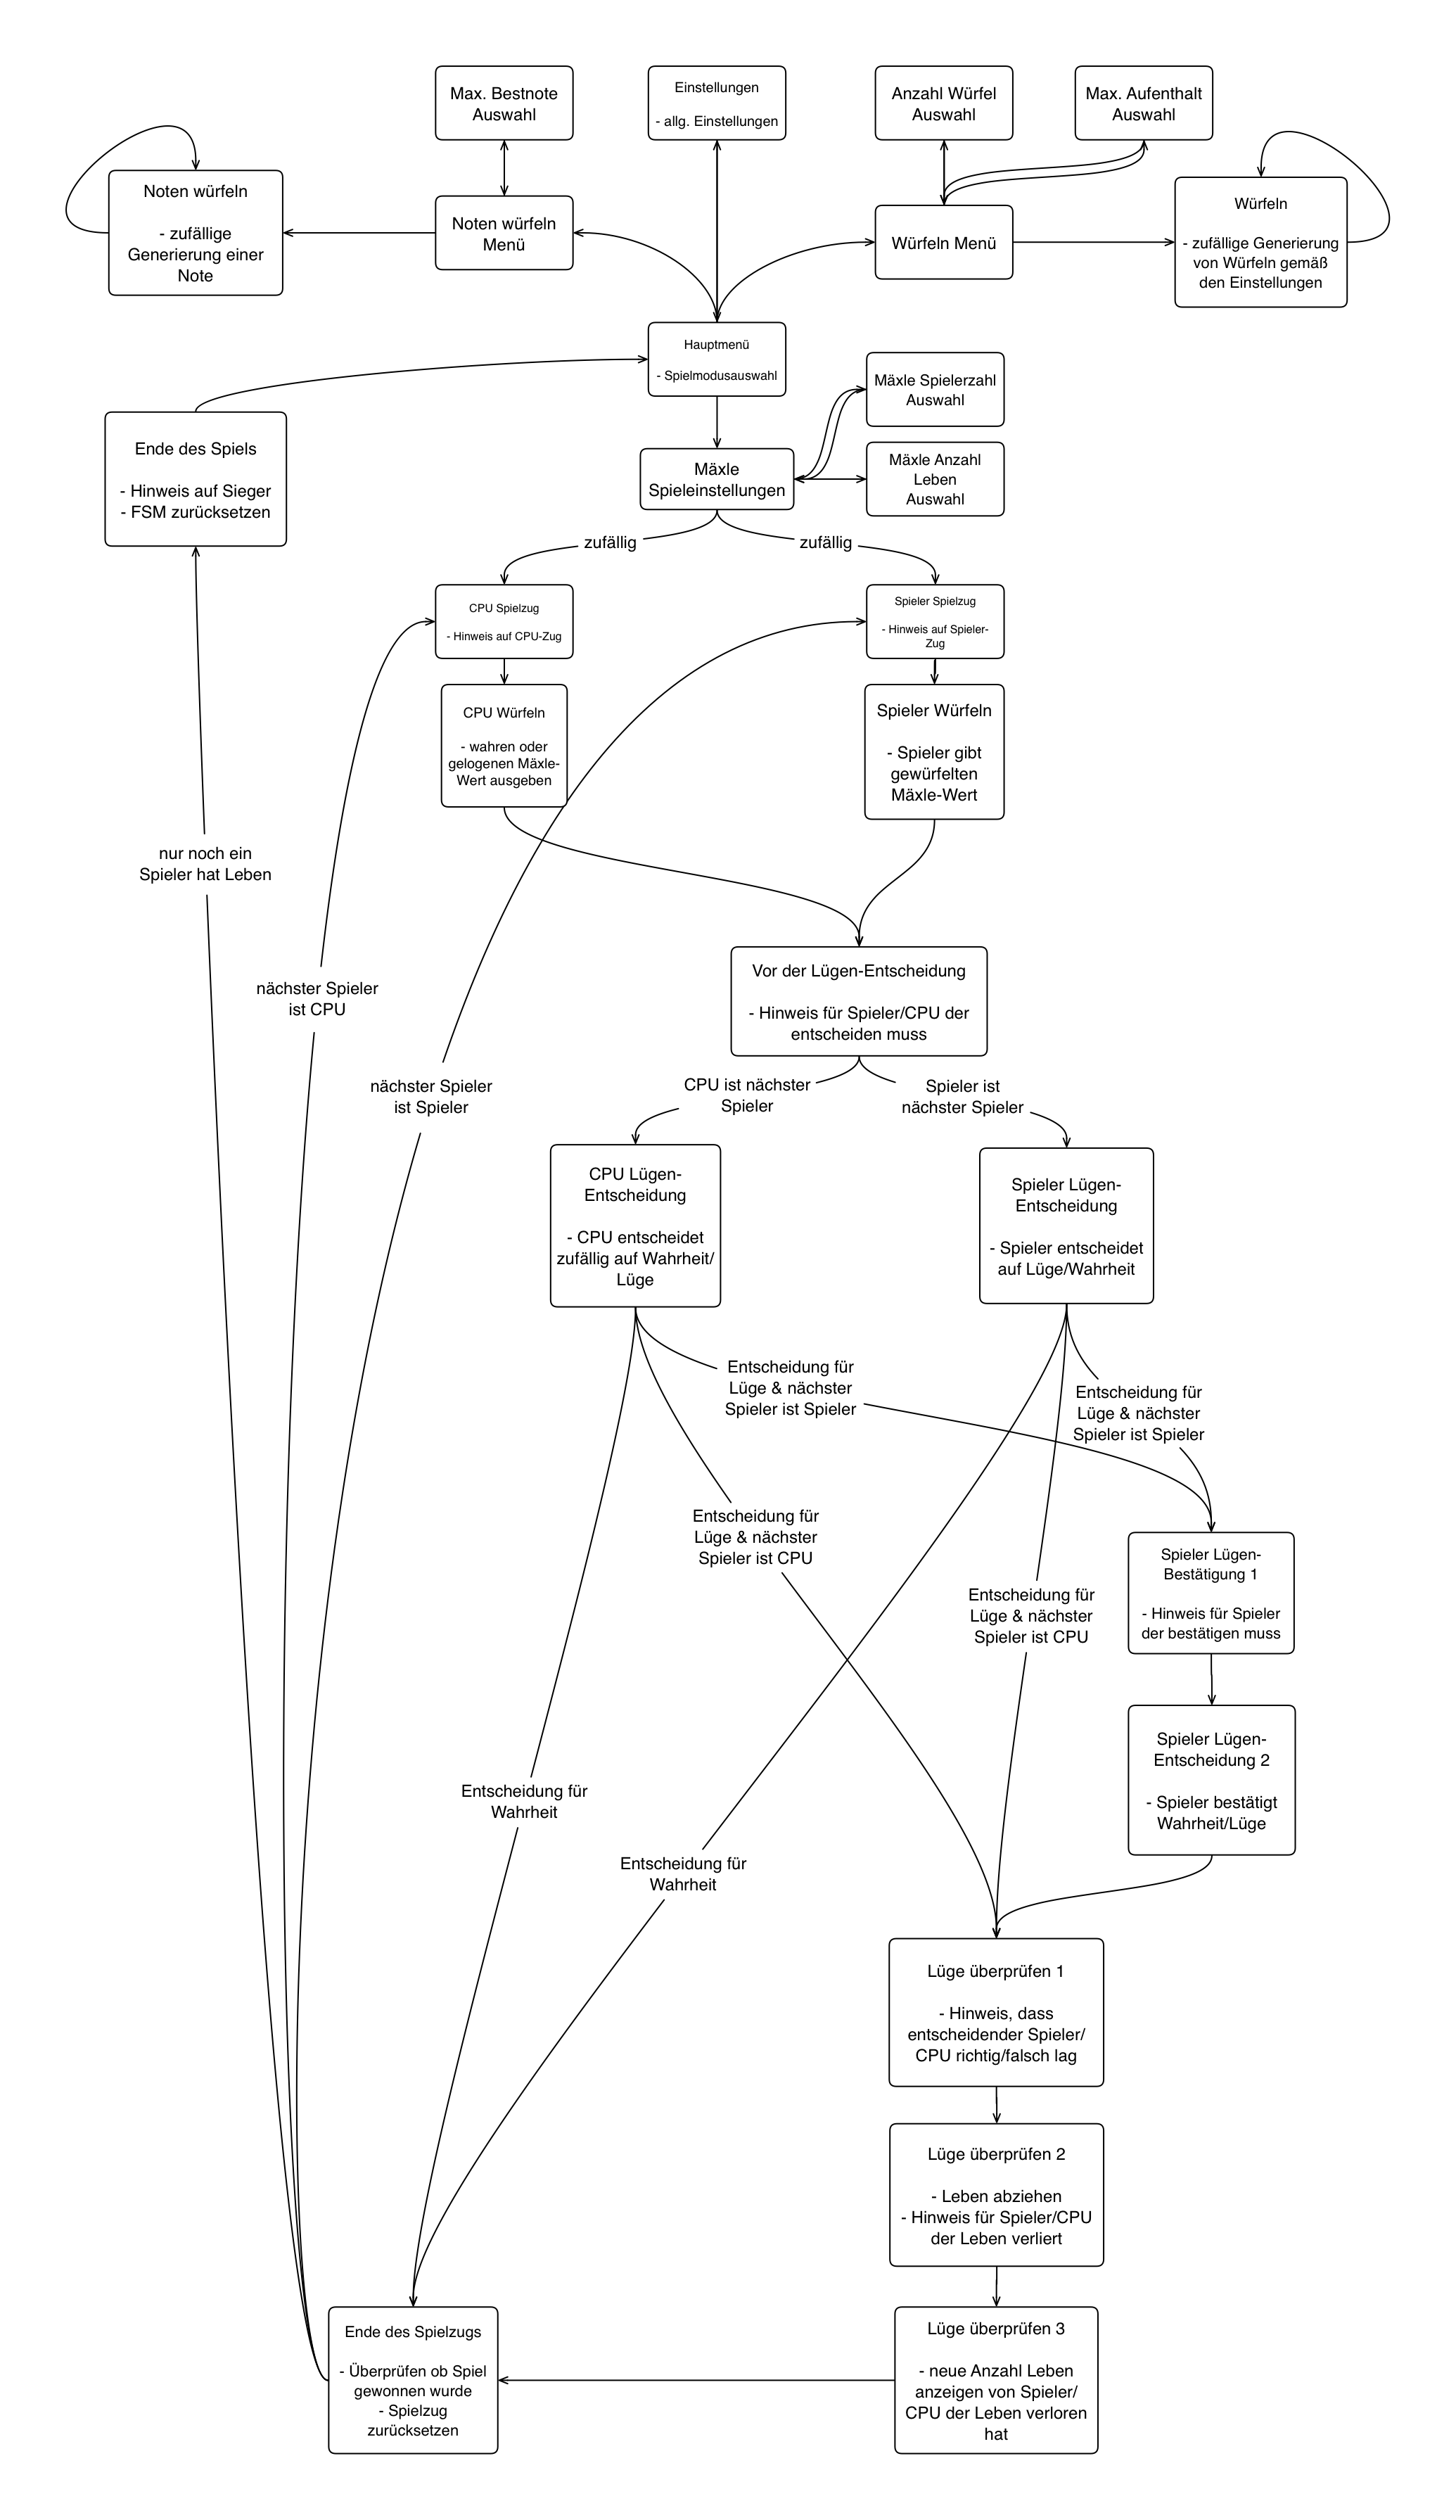 Max. Bestnote
Auswahl
Einstellungen
- allg. Einstellungen
Anzahl Würfel
Auswahl
Max. Aufenthalt
Auswahl
Noten würfeln
- zufällige
Generierung einer
Note
Noten würfeln
Menü
Würfeln Menü
Würfeln
- zufällige Generierung
von Würfeln gemäß
den Einstellungen
Hauptmenü
- Spielmodusauswahl
Mäxle Spielerzahl
Auswahl
Ende des Spiels
- Hinweis auf Sieger
- FSM zurücksetzen
Mäxle
Spieleinstellungen
Mäxle Anzahl
Leben
Auswahl
zufällig
zufällig
CPU Spielzug
- Hinweis auf CPU-Zug
Spieler Spielzug
- Hinweis auf Spieler-
Zug
CPU Würfeln
- wahren oder
gelogenen Mäxle-
Wert ausgeben
Spieler Würfeln
- Spieler gibt
gewürfelten
Mäxle-Wert
nur noch ein
Spieler hat Leben
nächster Spieler
ist CPU
Vor der Lügen-Entscheidung
- Hinweis für Spieler/CPU der
entscheiden muss
nächster Spieler
ist Spieler
CPU ist nächster
Spieler
Spieler ist
nächster Spieler
CPU Lügen-
Entscheidung
- CPU entscheidet
zufällig auf Wahrheit/
Lüge
Spieler Lügen-
Entscheidung
- Spieler entscheidet
auf Lüge/Wahrheit
Entscheidung für
Lüge & nächster
Spieler ist Spieler
Entscheidung für
Lüge & nächster
Spieler ist Spieler
Entscheidung für
Lüge & nächster
Spieler ist CPU
Entscheidung für
Lüge & nächster
Spieler ist CPU
Spieler Lügen-
Bestätigung 1
- Hinweis für Spieler
der bestätigen muss
Spieler Lügen-
Entscheidung 2
- Spieler bestätigt
Wahrheit/Lüge
Entscheidung für
Wahrheit
Entscheidung für
Wahrheit
Lüge überprüfen 1
- Hinweis, dass
entscheidender Spieler/
CPU richtig/falsch lag
Lüge überprüfen 2
- Leben abziehen
- Hinweis für Spieler/CPU
der Leben verliert
Ende des Spielzugs
- Überprüfen ob Spiel
gewonnen wurde
- Spielzug
zurücksetzen
Lüge überprüfen 3
- neue Anzahl Leben
anzeigen von Spieler/
CPU der Leben verloren
hat